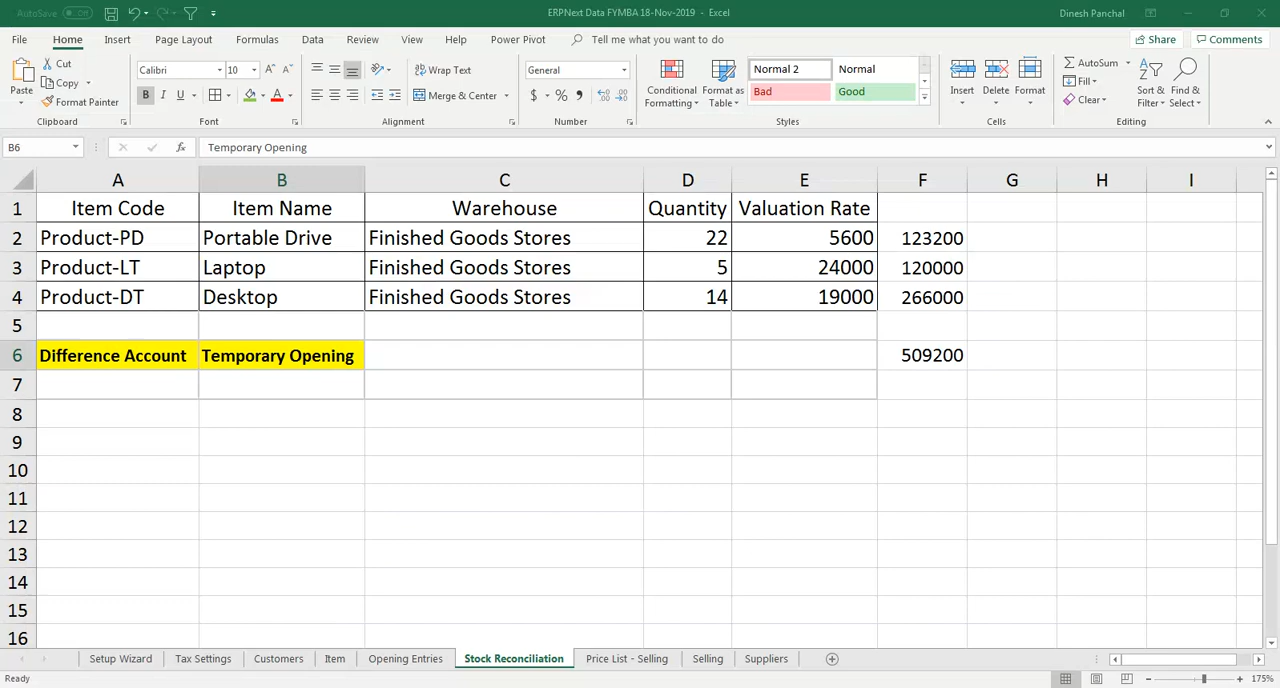 AutoSave Off ERPNext Data FYMBA 18-Nov-2019 - Excel Dinesh Panchal
File Home Insert Page Layout Formulas Data Review View Help Power Pivot Tell me what you want to do Share Comments
Paste Cut Copy Format Painter
Calibri 10 A A B I U A
Wrap Text Merge & Center
General $ % ,
Conditional Formatting Format as Table
Normal 2 Normal
Bad Good
Insert Delete Format
AutoSum Fill Clear
Sort & Filter Find & Select
Clipboard Font Alignment Number Styles Cells Editing
B6 fx Temporary Opening
A B C D E F G H I
1 Item Code Item Name Warehouse Quantity Valuation Rate
2 Product-PD Portable Drive Finished Goods Stores 22 5600 123200
3 Product-LT Laptop Finished Goods Stores 5 24000 120000
4 Product-DT Desktop Finished Goods Stores 14 19000 266000
5
6 Difference Account Temporary Opening 509200
7
8
9
10
11
12
13
14
15
16
Setup Wizard Tax Settings Customers Item Opening Entries Stock Reconciliation Price List - Selling Selling Suppliers
Ready 175%